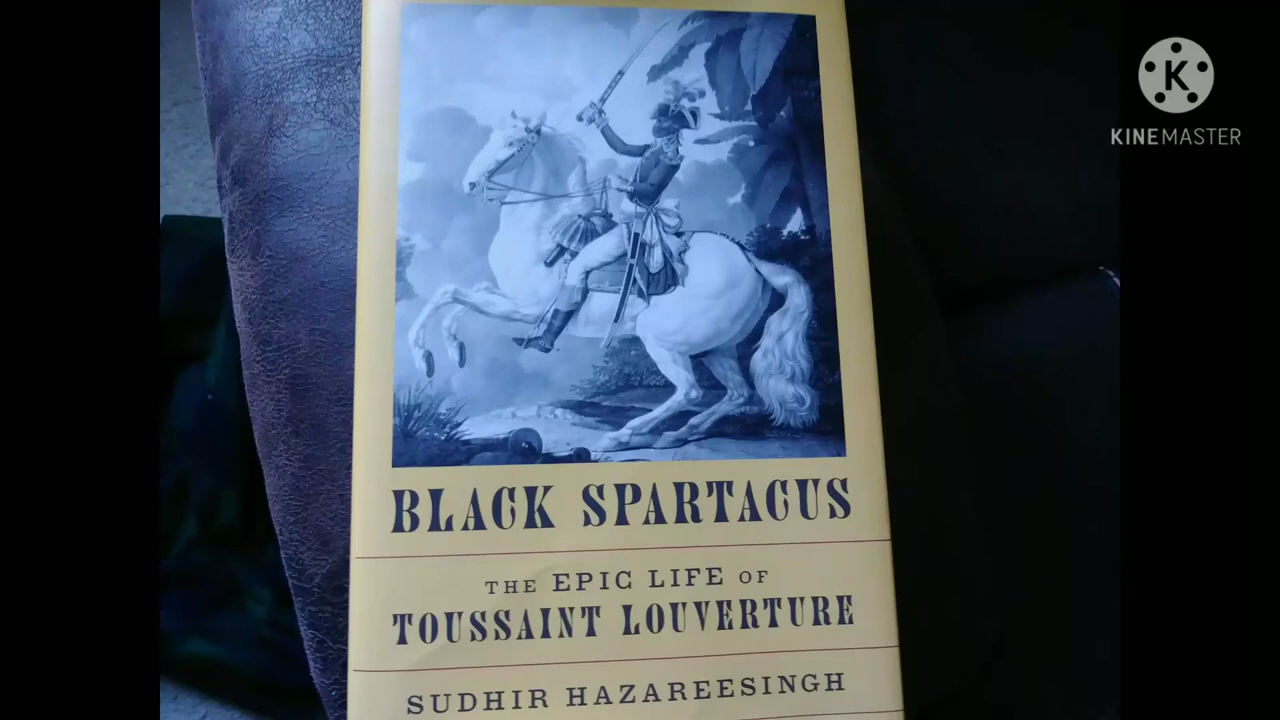 K
KINEMASTER
BLACK SPARTACUS
THE EPIC LIFE OF
TOUSSAINT LOUVERTURE
SUDHIR HAZAREESINGH